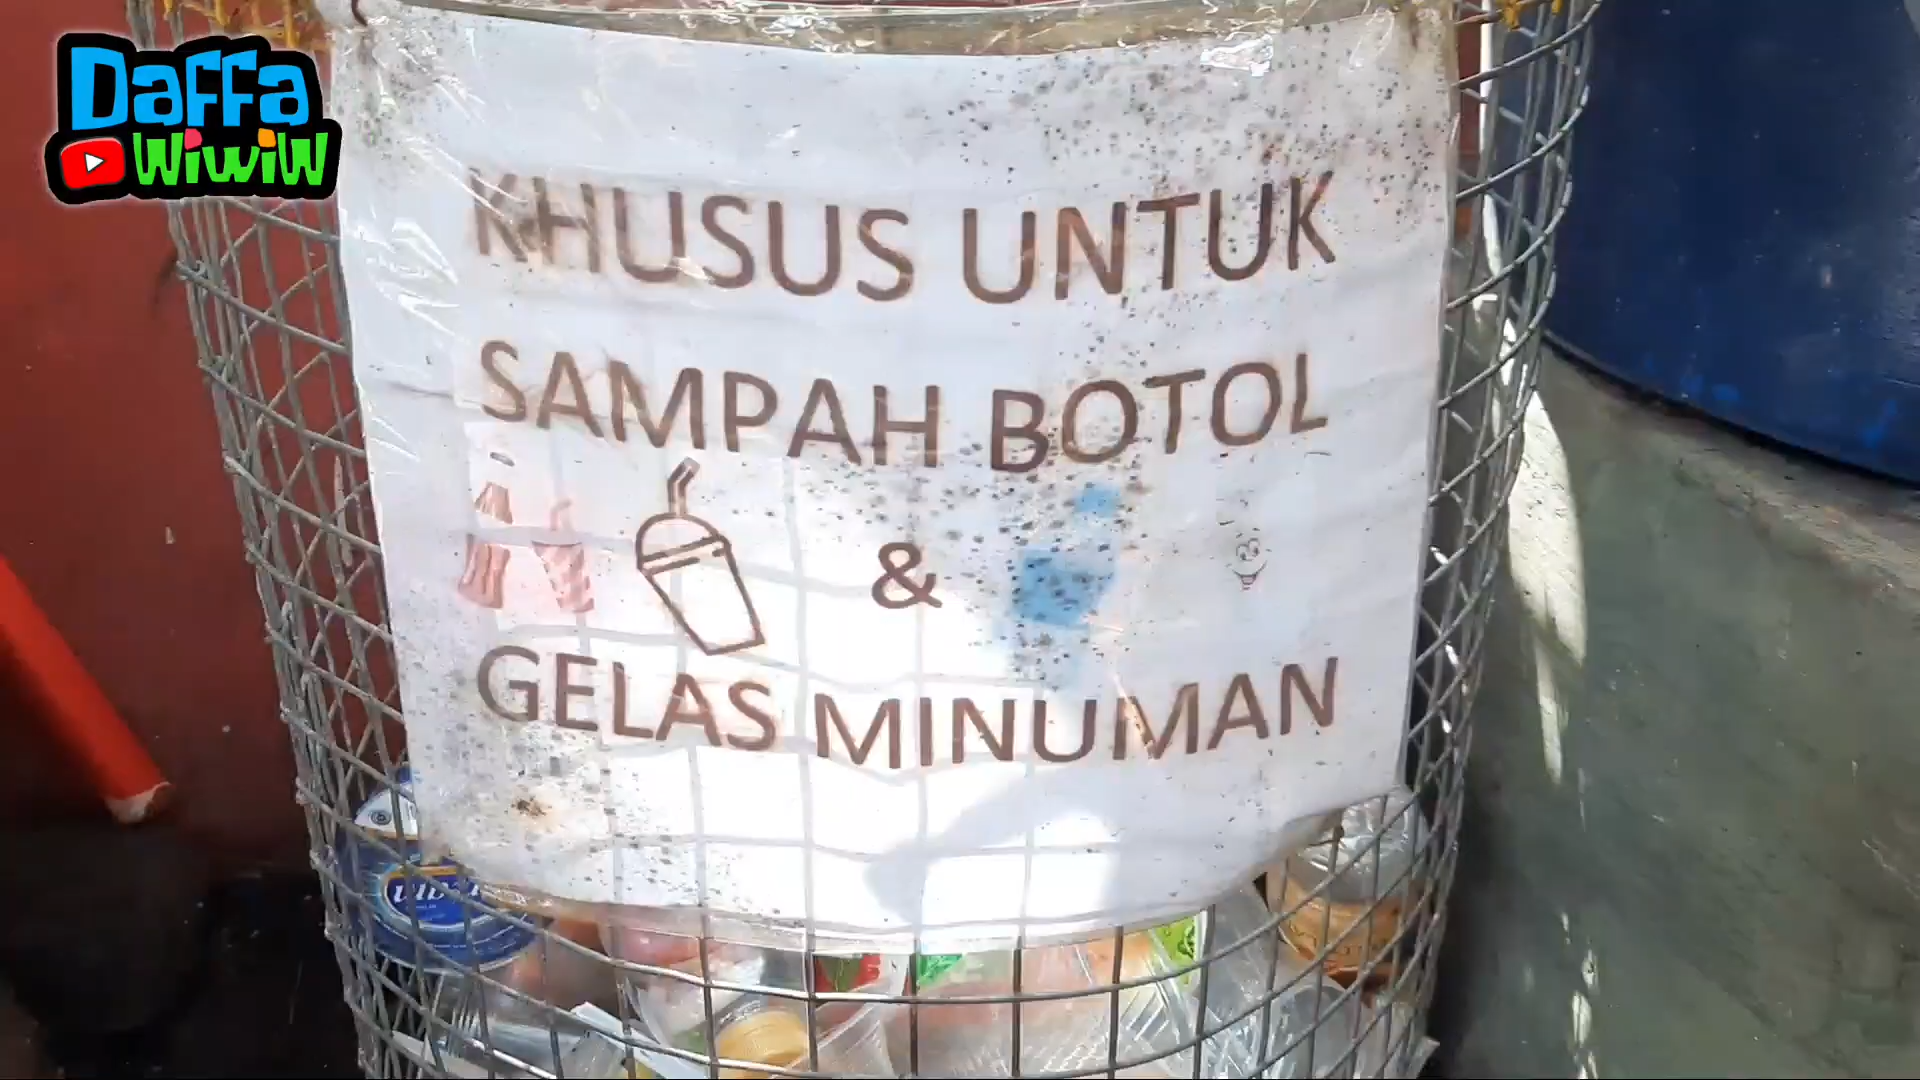 Daffa
WiWiW
KHUSUS UNTUK
SAMPAH BOTOL
&
GELAS MINUMAN